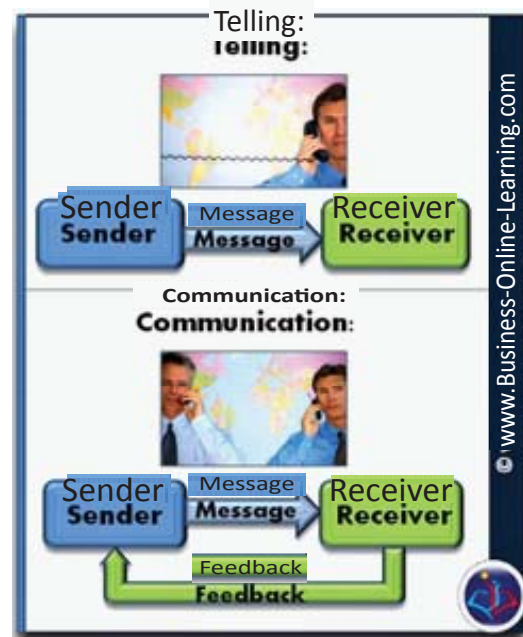 Telling:
Telling:
Sender Message Receiver
Sender Message Receiver
Communication:
Communication:
Sender Message Receiver
Sender Message Receiver
Feedback
Feedback
© www.Business-Online-Learning.com